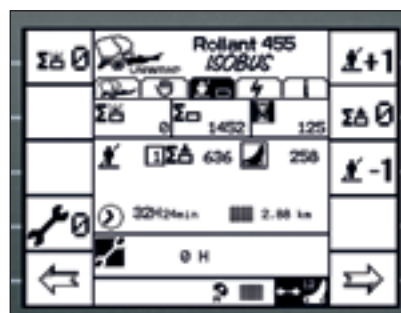 Rollant 455
ISOBUS
UNIWRAP
Σ 0
+1
Σ 0 Σ 1452 125
Σ 0
1 Σ 636 258
-1
0
32H24min 2.88 km
0 H